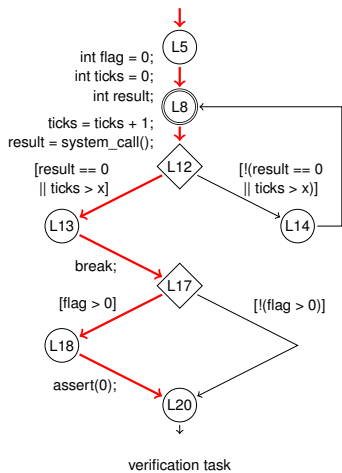 L5
int flag = 0;
int ticks = 0;
int result;
L8
ticks = ticks + 1;
result = system_call();
L12
[result == 0
|| ticks > x]
[!(result == 0
|| ticks > x)]
L13
L14
break;
L17
[flag > 0]
[!(flag > 0)]
L18
assert(0);
L20
verification task